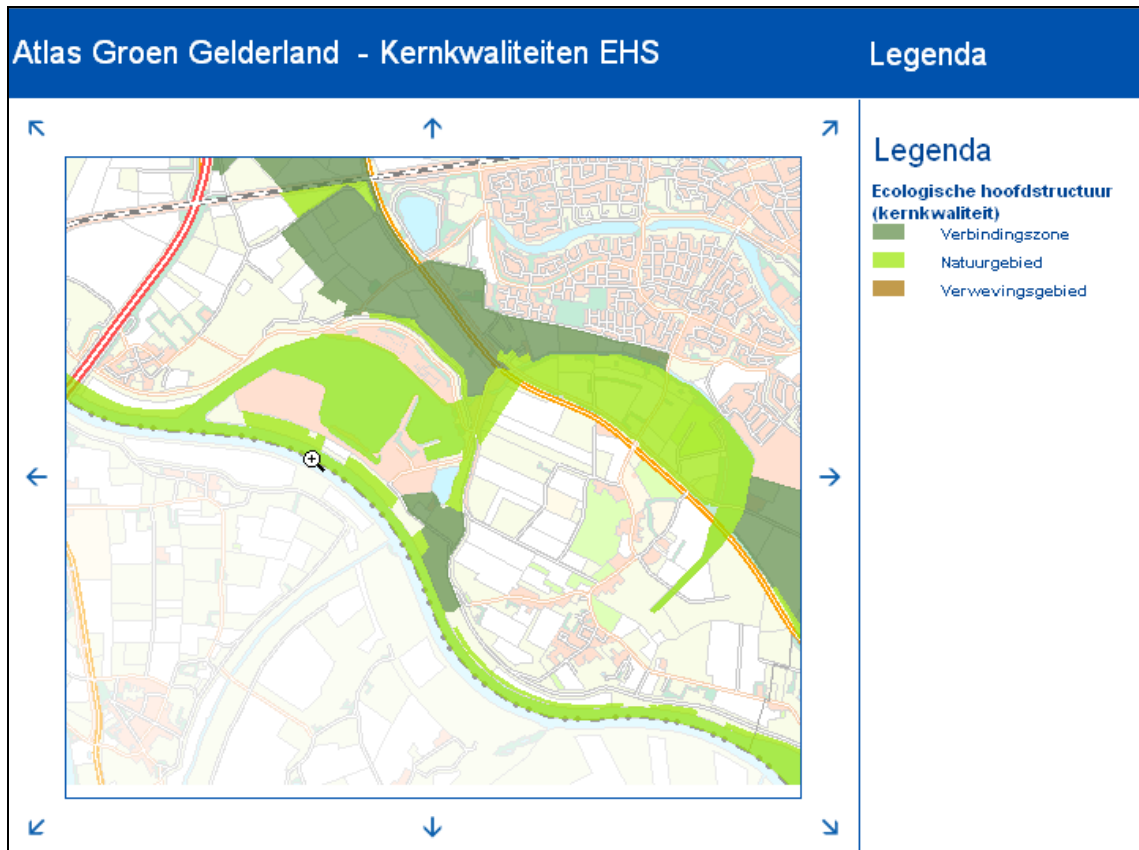 Atlas Groen Gelderland - Kernkwaliteiten EHS
Legenda
Legenda
Ecologische hoofdstructuur
(kernkwaliteit)
Verbindingszone
Natuurgebied
Verwevingsgebied